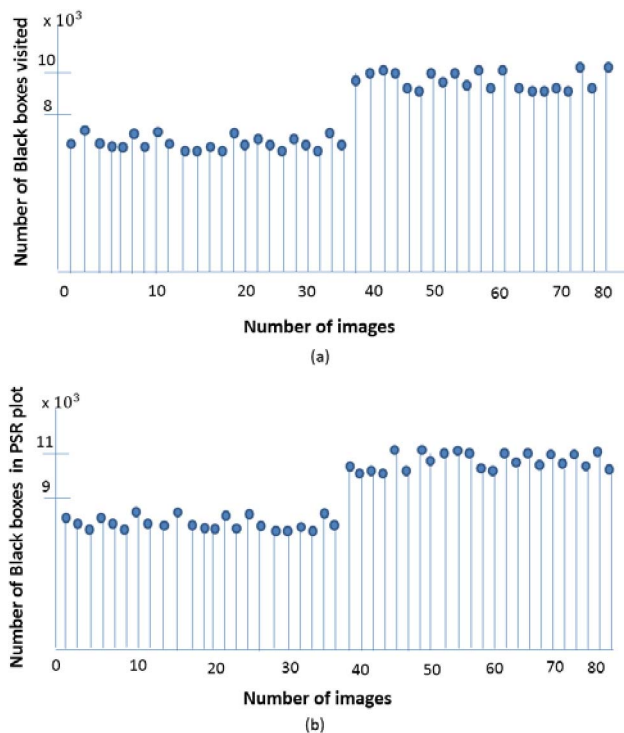 x 10³
Number of Black boxes visited
10
8
0 10 20 30 40 50 60 70 80
Number of images
(a)
x 10³
Number of Black boxes in PSR plot
11
9
0 10 20 30 40 50 60 70 80
Number of images
(b)